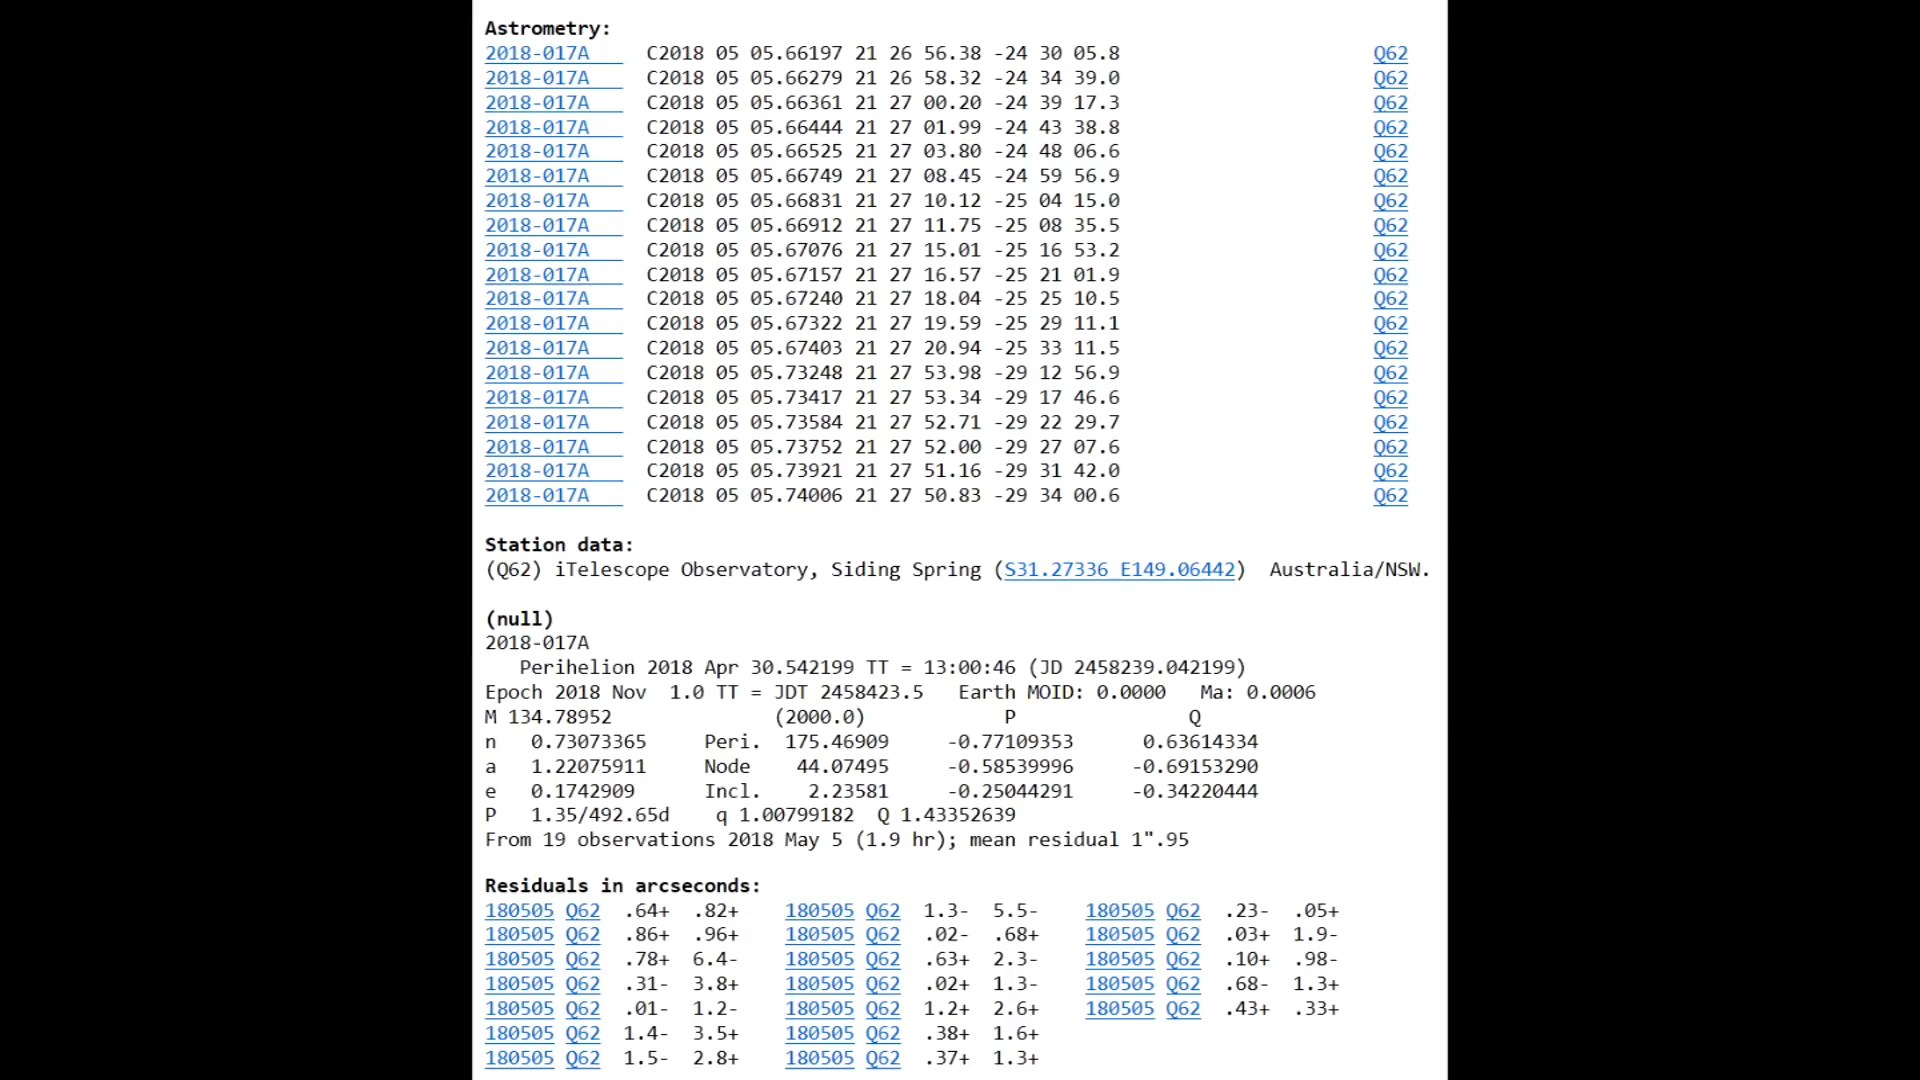 Astrometry:
2018-017A C2018 05 05.66197 21 26 56.38 -24 30 05.8 Q62
2018-017A C2018 05 05.66279 21 26 58.32 -24 34 39.0 Q62
2018-017A C2018 05 05.66361 21 27 00.20 -24 39 17.3 Q62
2018-017A C2018 05 05.66444 21 27 01.99 -24 43 38.8 Q62
2018-017A C2018 05 05.66525 21 27 03.80 -24 48 06.6 Q62
2018-017A C2018 05 05.66749 21 27 08.45 -24 59 56.9 Q62
2018-017A C2018 05 05.66831 21 27 10.12 -25 04 15.0 Q62
2018-017A C2018 05 05.66912 21 27 11.75 -25 08 35.5 Q62
2018-017A C2018 05 05.67076 21 27 15.01 -25 16 53.2 Q62
2018-017A C2018 05 05.67157 21 27 16.57 -25 21 01.9 Q62
2018-017A C2018 05 05.67240 21 27 18.04 -25 25 10.5 Q62
2018-017A C2018 05 05.67322 21 27 19.59 -25 29 11.1 Q62
2018-017A C2018 05 05.67403 21 27 20.94 -25 33 11.5 Q62
2018-017A C2018 05 05.73248 21 27 53.98 -29 12 56.9 Q62
2018-017A C2018 05 05.73417 21 27 53.34 -29 17 46.6 Q62
2018-017A C2018 05 05.73584 21 27 52.71 -29 22 29.7 Q62
2018-017A C2018 05 05.73752 21 27 52.00 -29 27 07.6 Q62
2018-017A C2018 05 05.73921 21 27 51.16 -29 31 42.0 Q62
2018-017A C2018 05 05.74006 21 27 50.83 -29 34 00.6 Q62
Station data:
(Q62) iTelescope Observatory, Siding Spring (S31.27336 E149.06442) Australia/NSW.
(null)
2018-017A
Perihelion 2018 Apr 30.542199 TT = 13:00:46 (JD 2458239.042199)
Epoch 2018 Nov 1.0 TT = JDT 2458423.5 Earth MOID: 0.0000 Ma: 0.0006
M 134.78952 (2000.0) P Q
n 0.73073365 Peri. 175.46909 -0.77109353 0.63614334
a 1.22075911 Node 44.07495 -0.58539996 -0.69153290
e 0.1742909 Incl. 2.23581 -0.25044291 -0.34220444
P 1.35/492.65d q 1.00799182 Q 1.43352639
From 19 observations 2018 May 5 (1.9 hr); mean residual 1".95
Residuals in arcseconds:
180505 Q62 .64+ .82+ 180505 Q62 1.3- 5.5- 180505 Q62 .23- .05+
180505 Q62 .86+ .96+ 180505 Q62 .02- .68+ 180505 Q62 .03+ 1.9-
180505 Q62 .78+ 6.4- 180505 Q62 .63+ 2.3- 180505 Q62 .10+ .98-
180505 Q62 .31- 3.8+ 180505 Q62 .02+ 1.3- 180505 Q62 .68- 1.3+
180505 Q62 .01- 1.2- 180505 Q62 1.2+ 2.6+ 180505 Q62 .43+ .33+
180505 Q62 1.4- 3.5+ 180505 Q62 .38+ 1.6+
180505 Q62 1.5- 2.8+ 180505 Q62 .37+ 1.3+